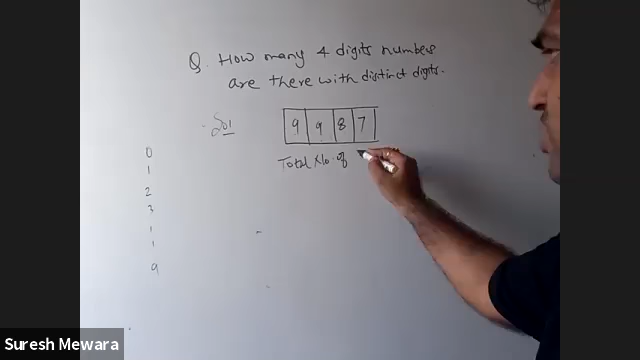 Q. How many 4 digits numbers
are there with distinct digits.
Sol
9 9 8 7
Total No. of
0
1
2
3
1
1
9
Suresh Mewara